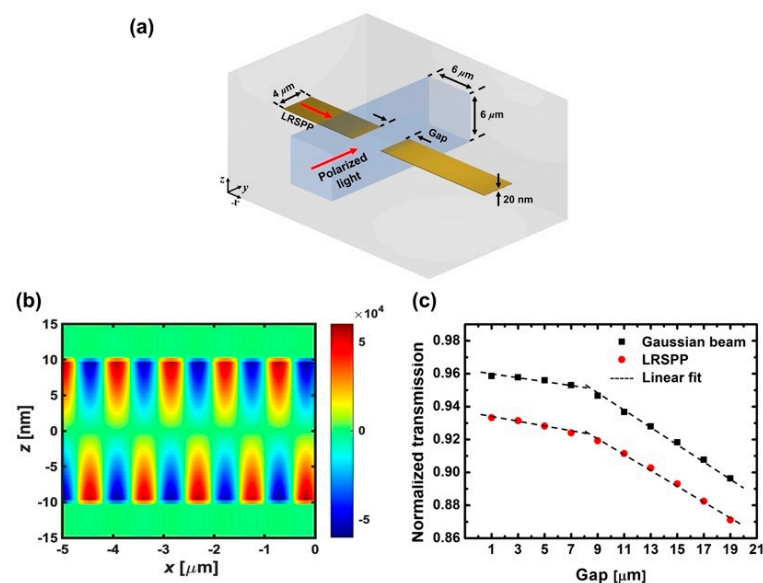 (a)
6 μm
4 μm
LRSPP
6 μm
Gap
Polarized
light
z
y
x
20 nm
(b)
×10⁴
15
10
5
0
-5
-10
-15
z [nm]
-5
-4
-3
-2
-1
0
x [μm]
5
0
-5
(c)
0.98
0.96
0.94
0.92
0.90
0.88
0.86
Normalized transmission
Gaussian beam
LRSPP
Linear fit
1 3 5 7 9 11 13 15 17 19 21
Gap [μm]